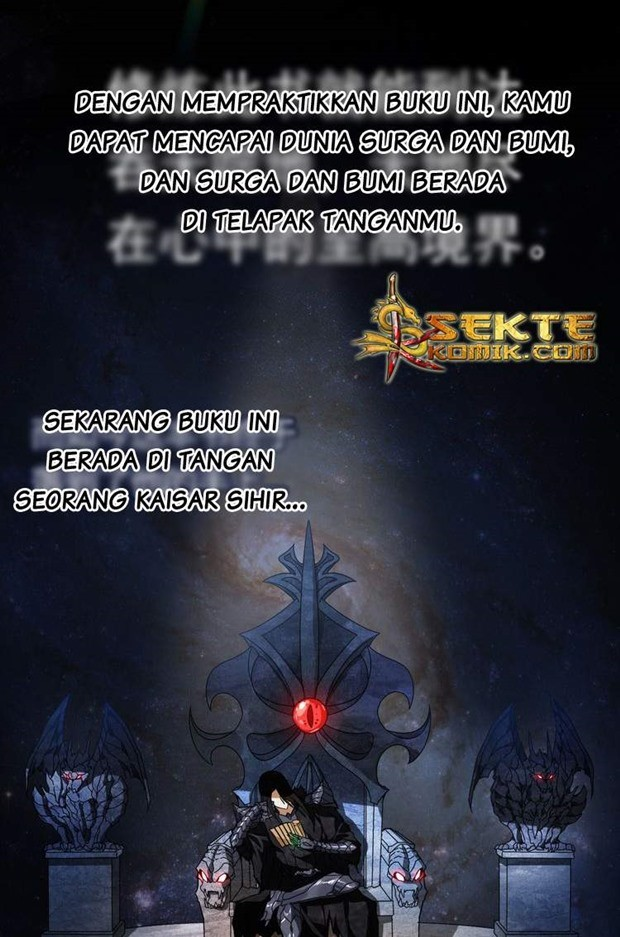 DENGAN MEMPRAKTIKKAN BUKU INI, KAMU
DAPAT MENCAPAI DUNIA SURGA DAN BUMI,
DAN SURGA DAN BUMI BERADA
DI TELAPAK TANGANMU.
SEKTE
KOMIK.COM
SEKARANG BUKU INI
BERADA DI TANGAN
SEORANG KAISAR SIHIR...